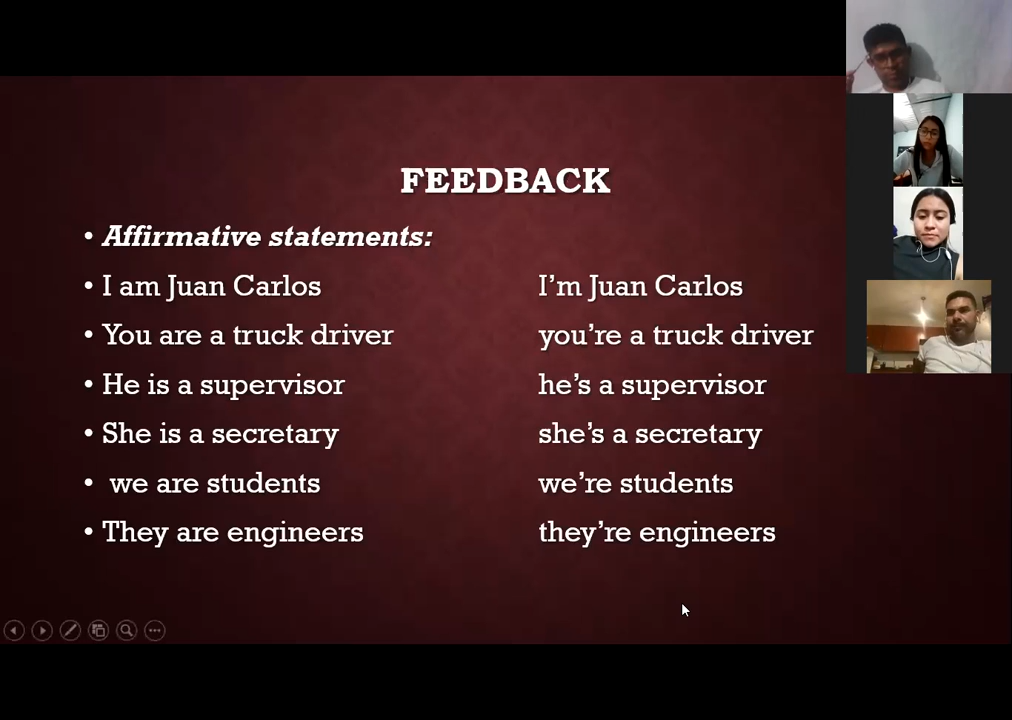 FEEDBACK
• Affirmative statements:
• I am Juan Carlos I’m Juan Carlos
• You are a truck driver you’re a truck driver
• He is a supervisor he’s a supervisor
• She is a secretary she’s a secretary
• we are students we’re students
• They are engineers they’re engineers